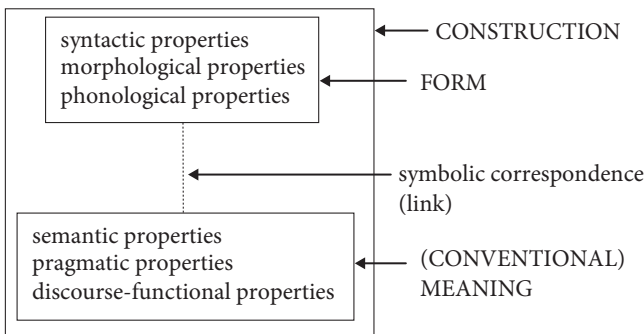 syntactic properties
morphological properties
phonological properties
CONSTRUCTION
FORM
symbolic correspondence
(link)
semantic properties
pragmatic properties
discourse-functional properties
(CONVENTIONAL)
MEANING